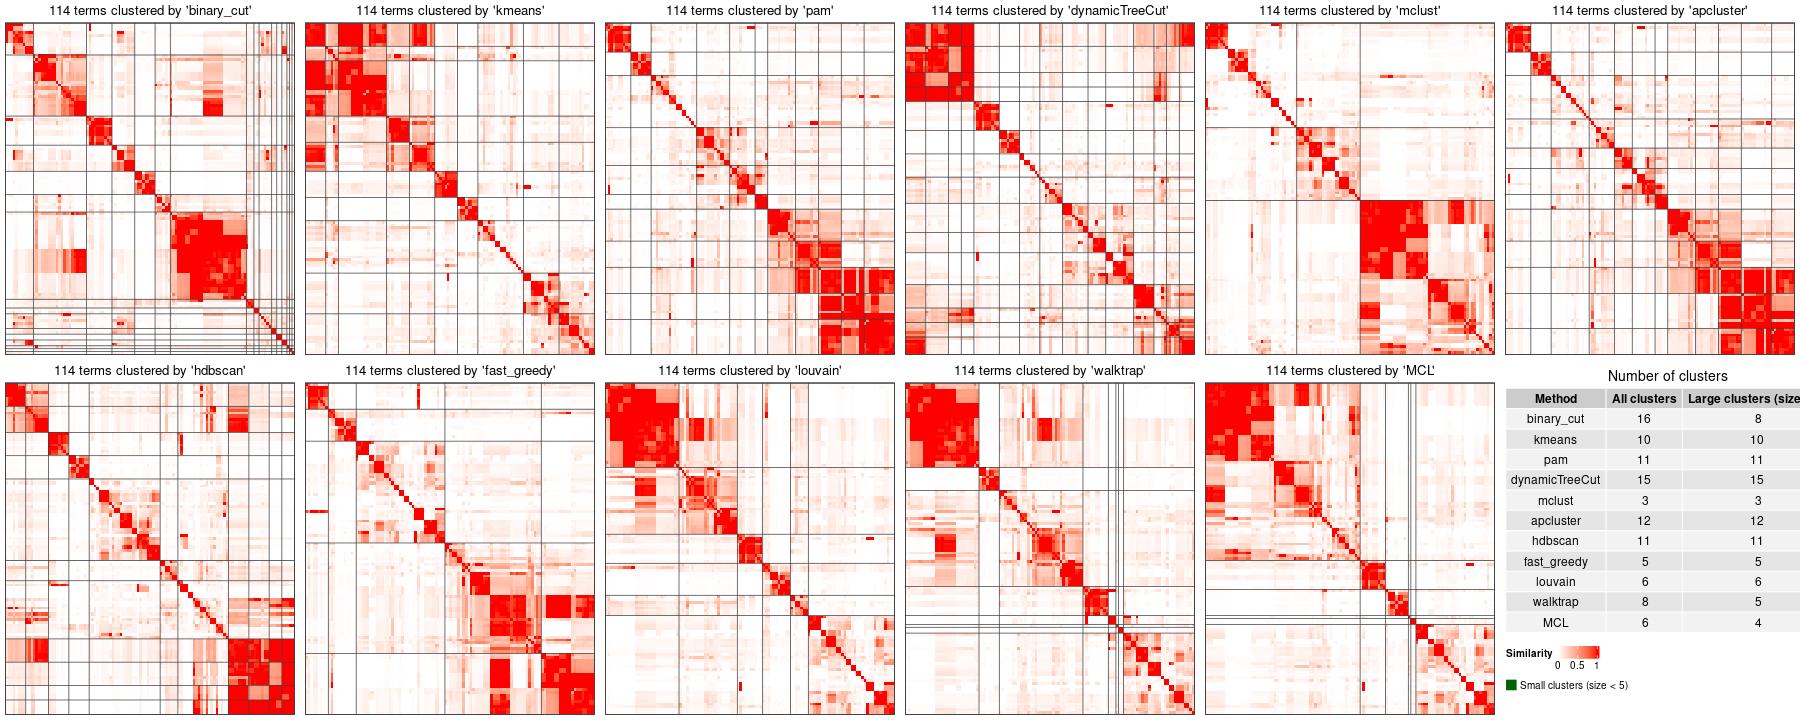 114 terms clustered by 'binary_cut'
114 terms clustered by 'kmeans'
114 terms clustered by 'pam'
114 terms clustered by 'dynamicTreeCut'
114 terms clustered by 'mclust'
114 terms clustered by 'apcluster'
114 terms clustered by 'hdbscan'
114 terms clustered by 'fast_greedy'
114 terms clustered by 'louvain'
114 terms clustered by 'walktrap'
114 terms clustered by 'MCL'
Number of clusters
Method All clusters Large clusters (size
binary_cut 16 8
kmeans 10 10
pam 11 11
dynamicTreeCut 15 15
mclust 3 3
apcluster 12 12
hdbscan 11 11
fast_greedy 5 5
louvain 6 6
walktrap 8 5
MCL 6 4
Similarity
0 0.5 1
Small clusters (size < 5)